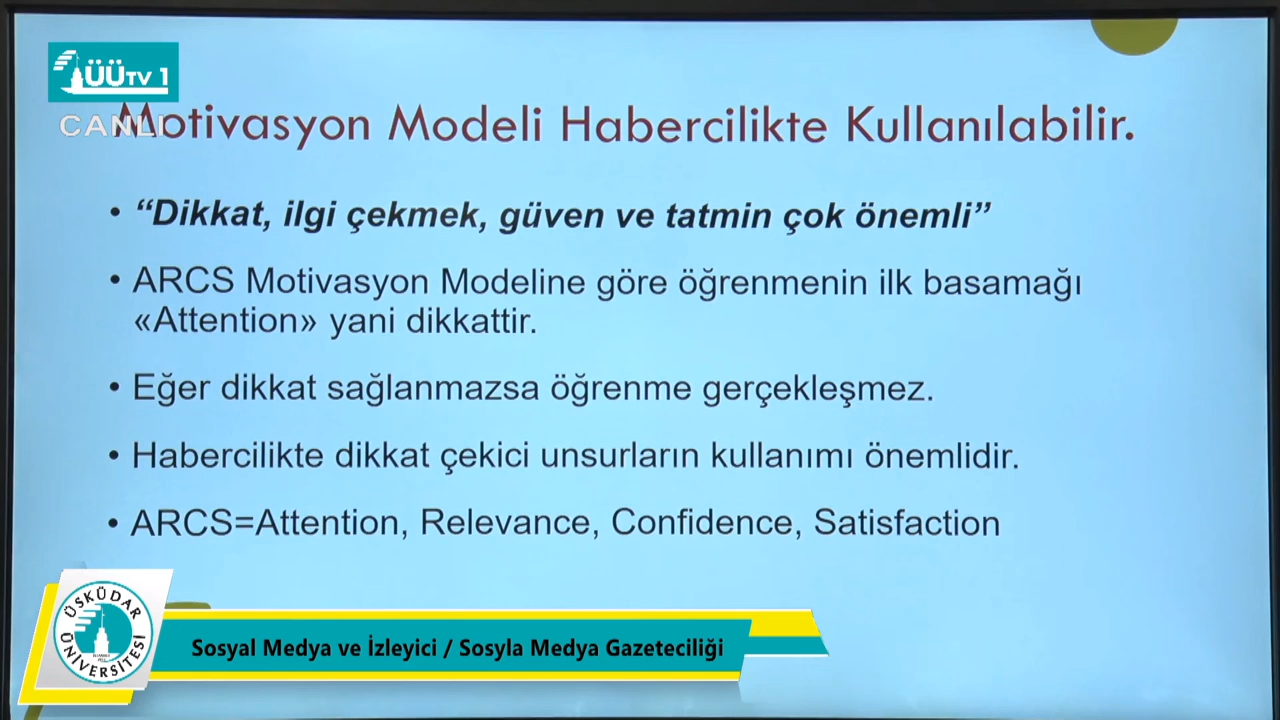 ÜÜTV 1
CANLI
Motivasyon Modeli Habercilikte Kullanılabilir.
• “Dikkat, ilgi çekmek, güven ve tatmin çok önemli”
• ARCS Motivasyon Modeline göre öğrenmenin ilk basamağı
«Attention» yani dikkattir.
• Eğer dikkat sağlanmazsa öğrenme gerçekleşmez.
• Habercilikte dikkat çekici unsurların kullanımı önemlidir.
• ARCS=Attention, Relevance, Confidence, Satisfaction
ÜSKÜDAR
ÜNİVERSİTESİ
Sosyal Medya ve İzleyici / Sosyla Medya Gazeteciliği